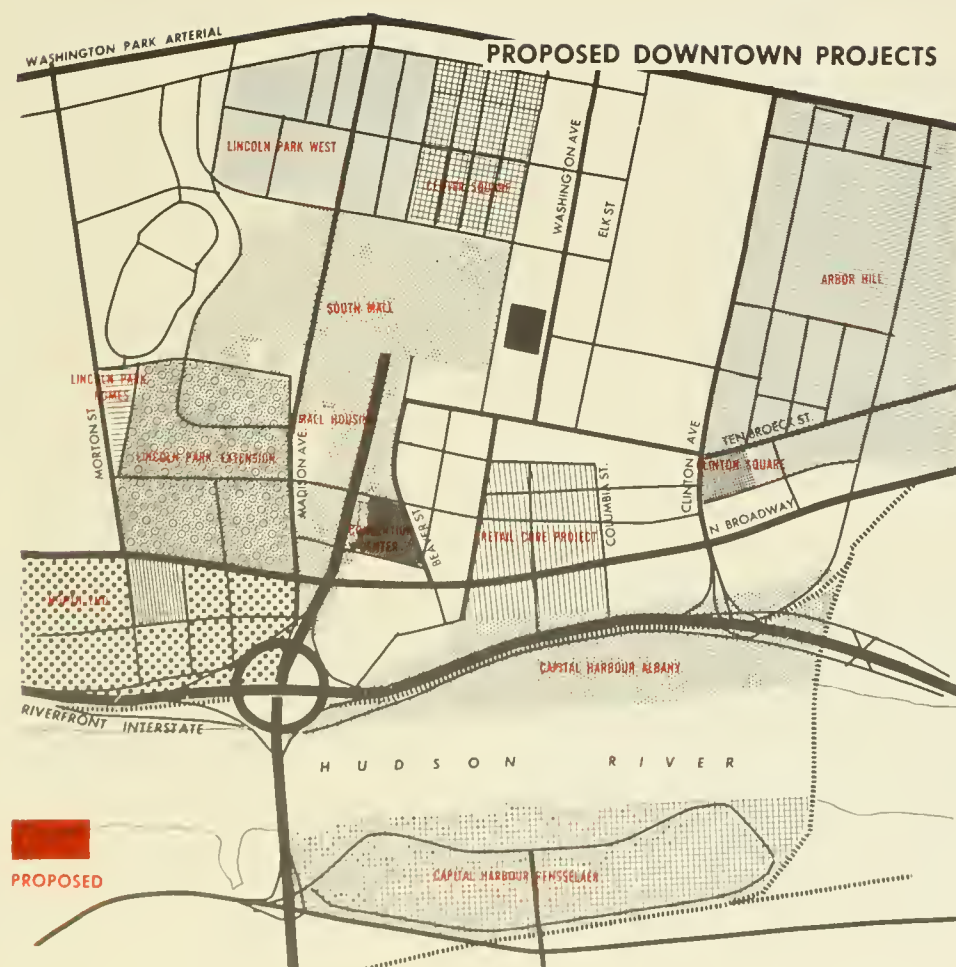 WASHINGTON PARK ARTERIAL
PROPOSED DOWNTOWN PROJECTS
LINCOLN PARK WEST
CENTER SQUARE
WASHINGTON AVE
ELK ST
ARBOR HILL
SOUTH MALL
LINCOLN PARK
HOMES
MORTON ST
LINCOLN PARK EXTENSION
MALL HOUSING
MADISON AVE.
CLINTON AVE
TEN BROECK ST.
CLINTON SQUARE
N BROADWAY
COLUMBIA ST.
RETAIL CORE PROJECT
BEAVER ST
CONVENTION
CENTER
CAPITAL HARBOUR ALBANY
RIVERFRONT INTERSTATE
HUDSON RIVER
PROPOSED
CAPITAL HARBOUR RENSSELAER